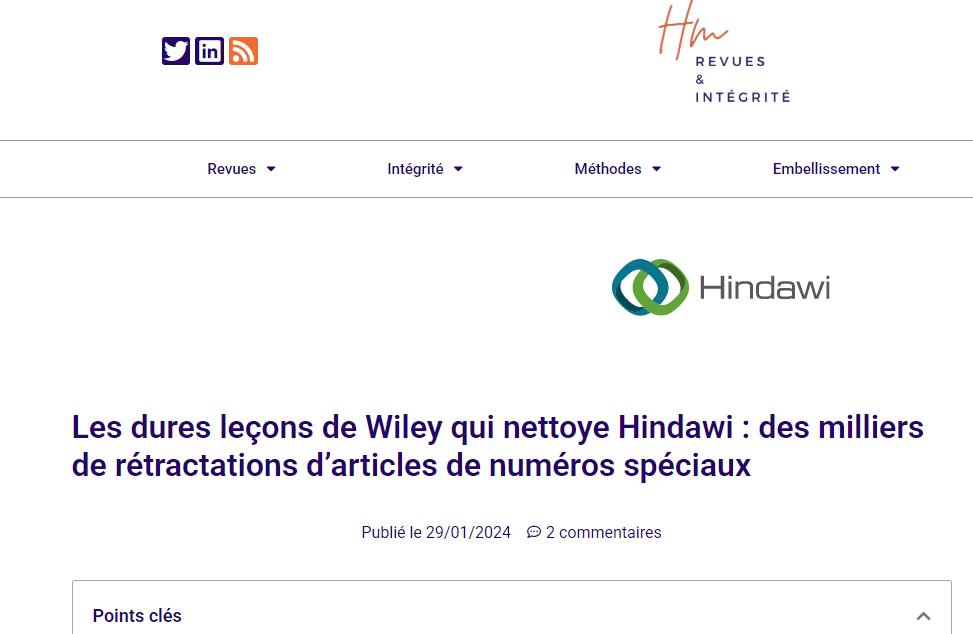 Hm
REVUES
&
INTÉGRITÉ
Revues
Intégrité
Méthodes
Embellissement
Hindawi
Les dures leçons de Wiley qui nettoye Hindawi : des milliers
de rétractations d’articles de numéros spéciaux
Publié le 29/01/2024 2 commentaires
Points clés